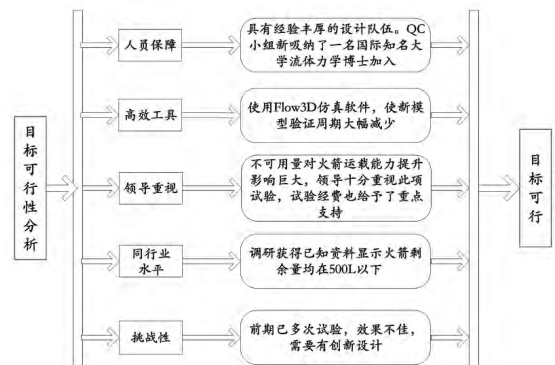 目标可行性分析
人员保障
具有经验丰厚的设计队伍。QC
小组新吸纳了一名国际知名大
学流体力学博士加入
高效工具
使用Flow3D仿真软件，使新模
型验证周期大幅减少
领导重视
不可用量对火箭运载能力提升
影响巨大，领导十分重视此项
试验，试验经费也给予了重点
支持
同行业
水平
调研获得已知资料显示火箭剩
余量均在500L以下
挑战性
前期已多次试验，效果不佳，
需要有创新设计
目标可行